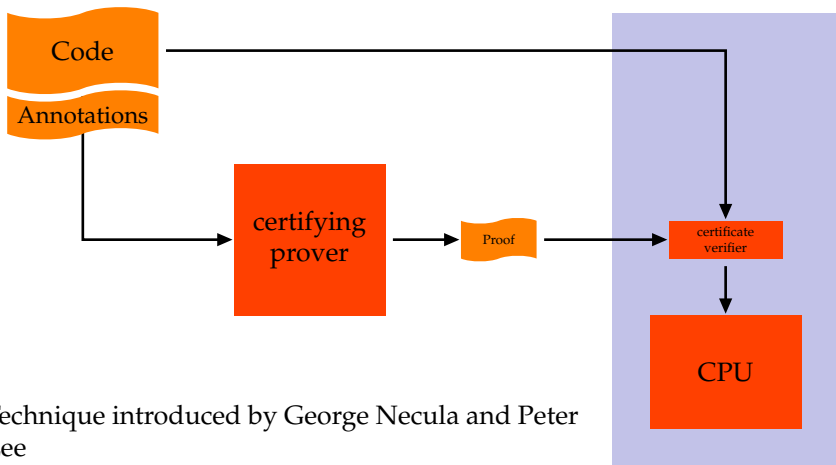 Code
Annotations
certifying
prover
Proof
certificate
verifier
CPU
echnique introduced by George Necula and Peter
ee